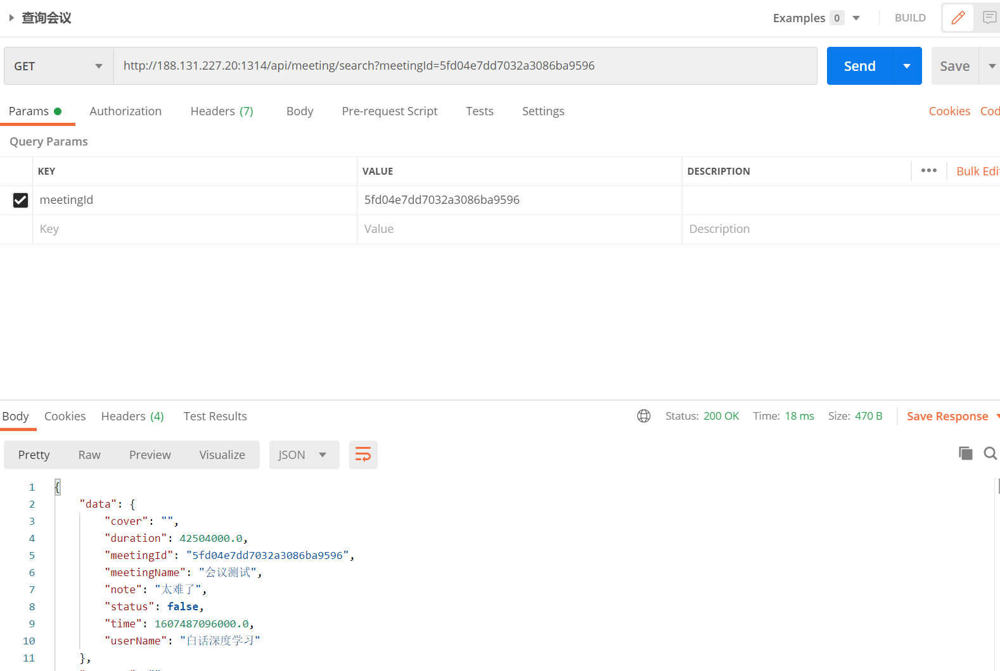 查询会议
Examples 0 BUILD
GET http://188.131.227.20:1314/api/meeting/search?meetingId=5fd04e7dd7032a3086ba9596 Send Save
Params Authorization Headers (7) Body Pre-request Script Tests Settings Cookies Cod
Query Params
KEY VALUE DESCRIPTION Bulk Edi
meetingId 5fd04e7dd7032a3086ba9596
Key Value Description
Body Cookies Headers (4) Test Results Status: 200 OK Time: 18 ms Size: 470 B Save Response
Pretty Raw Preview Visualize JSON
1 {
2 "data": {
3 "cover": "",
4 "duration": 42504000.0,
5 "meetingId": "5fd04e7dd7032a3086ba9596",
6 "meetingName": "会议测试",
7 "note": "太难了",
8 "status": false,
9 "time": 1607487096000.0,
10 "userName": "白话深度学习"
11 },